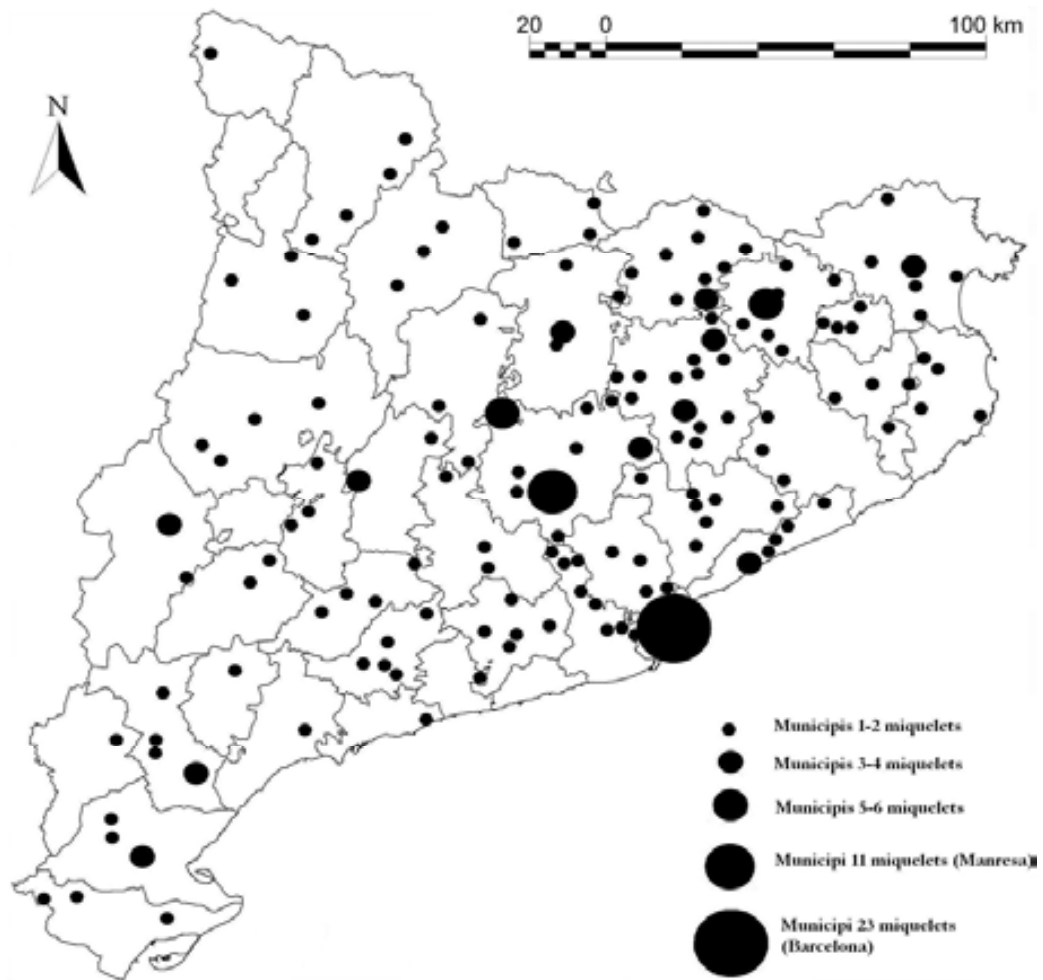 20 0 100 km
N
Municipis 1-2 miquelets
Municipis 3-4 miquelets
Municipis 5-6 miquelets
Municipi 11 miquelets (Manresa)
Municipi 23 miquelets
(Barcelona)